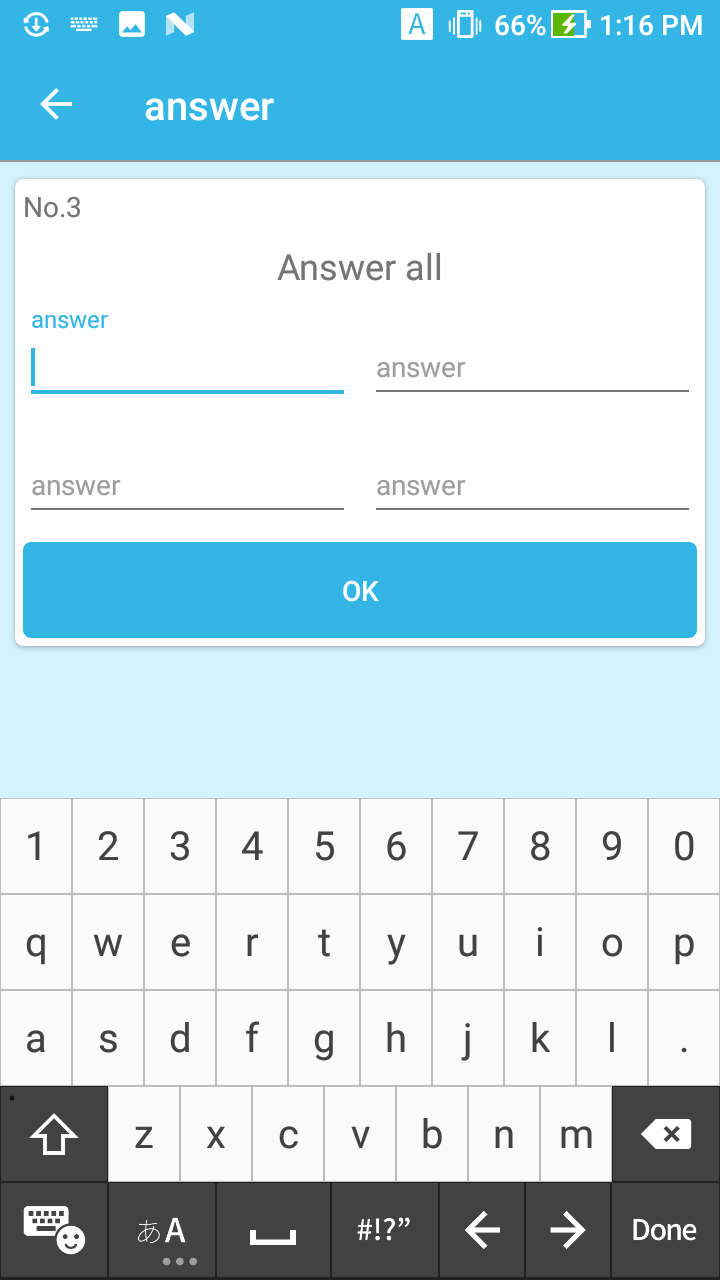 A 66% 1:16 PM
answer
No.3
Answer all
answer
answer
answer answer
OK
1 2 3 4 5 6 7 8 9 0
q w e r t y u i o p
a s d f g h j k l .
z x c v b n m
あA #!?” Done